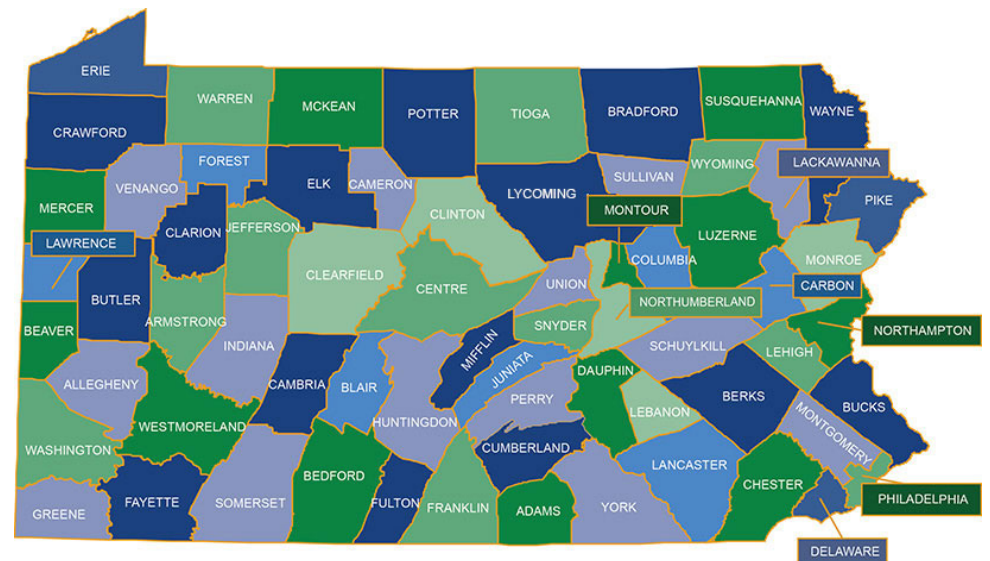 ERIE
WARREN
MCKEAN
POTTER
TIOGA
BRADFORD
SUSQUEHANNA
WAYNE
CRAWFORD
FOREST
ELK
CAMERON
SULLIVAN
WYOMING
LACKAWANNA
VENANGO
LYCOMING
PIKE
MERCER
CLARION
JEFFERSON
CLINTON
MONTOUR
LUZERNE
LAWRENCE
CLEARFIELD
CENTRE
UNION
COLUMBIA
MONROE
BUTLER
NORTHUMBERLAND
CARBON
BEAVER
ARMSTRONG
INDIANA
SNYDER
SCHUYLKILL
LEHIGH
NORTHAMPTON
ALLEGHENY
CAMBRIA
BLAIR
MIFFLIN
JUNIATA
DAUPHIN
HUNTINGDON
PERRY
LEBANON
BERKS
BUCKS
WASHINGTON
WESTMORELAND
CUMBERLAND
MONTGOMERY
LANCASTER
BEDFORD
CHESTER
GREENE
FAYETTE
SOMERSET
FULTON
FRANKLIN
ADAMS
YORK
PHILADELPHIA
DELAWARE